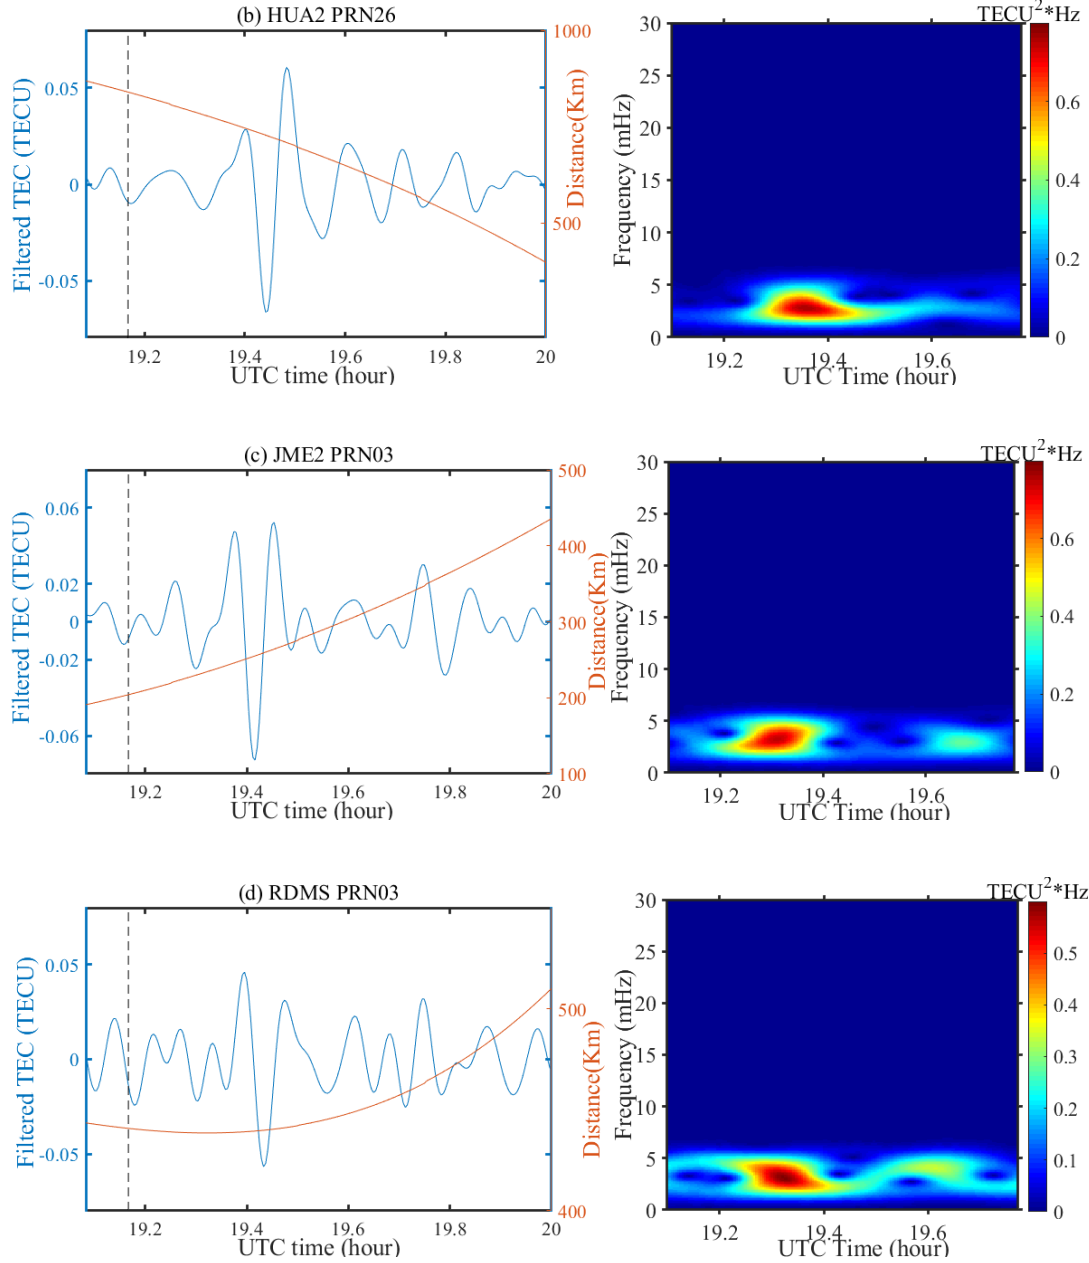 (b) HUA2 PRN26
Filtered TEC (TECU)
0.05
0
-0.05
1000
500
Distance(Km)
19.2 19.4 19.6 19.8 20
UTC time (hour)
TECU²*Hz
Frequency (mHz)
30
25
20
15
10
5
0
0.6
0.4
0.2
0
19.2 19.4 19.6
UTC Time (hour)
(c) JME2 PRN03
Filtered TEC (TECU)
0.06
0.02
0
-0.02
-0.06
500
400
300
200
100
Distance(Km)
19.2 19.4 19.6 19.8 20
UTC time (hour)
TECU²*Hz
Frequency (mHz)
30
25
20
15
10
5
0
0.6
0.4
0.2
0
19.2 19.4 19.6
UTC Time (hour)
(d) RDMS PRN03
Filtered TEC (TECU)
0.05
0
-0.05
500
400
Distance(Km)
19.2 19.4 19.6 19.8 20
UTC time (hour)
TECU²*Hz
Frequency (mHz)
30
25
20
15
10
5
0
0.5
0.4
0.3
0.2
0.1
0
19.2 19.4 19.6
UTC Time (hour)